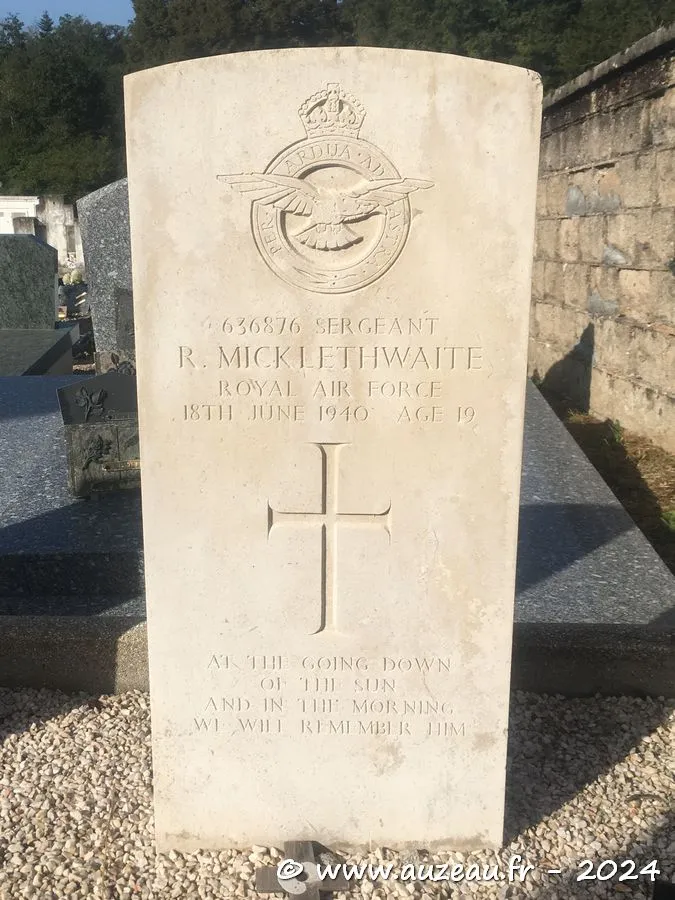 PER · ARDUA · AD · ASTRA
636876 SERGEANT
R. MICKLETHWAITE
ROYAL AIR FORCE
18TH JUNE 1940 AGE 19
AT THE GOING DOWN
OF THE SUN
AND IN THE MORNING
WE WILL REMEMBER HIM
© www.auzeau.fr - 2024